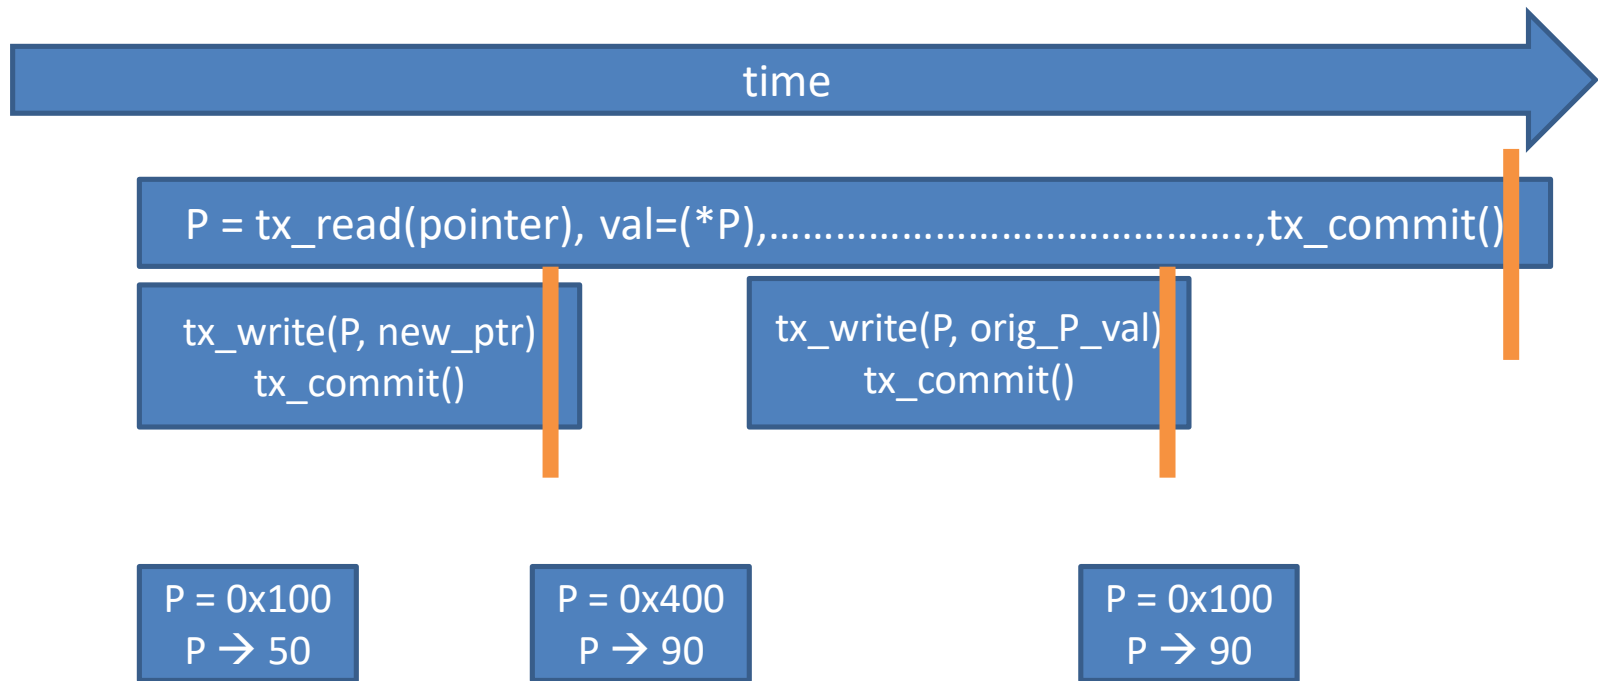 time
P = tx_read(pointer), val=(*P),……………………………………..,tx_commit()
tx_write(P, new_ptr)
tx_commit()
tx_write(P, orig_P_val)
tx_commit()
P = 0x100
P → 50
P = 0x400
P → 90
P = 0x100
P → 90